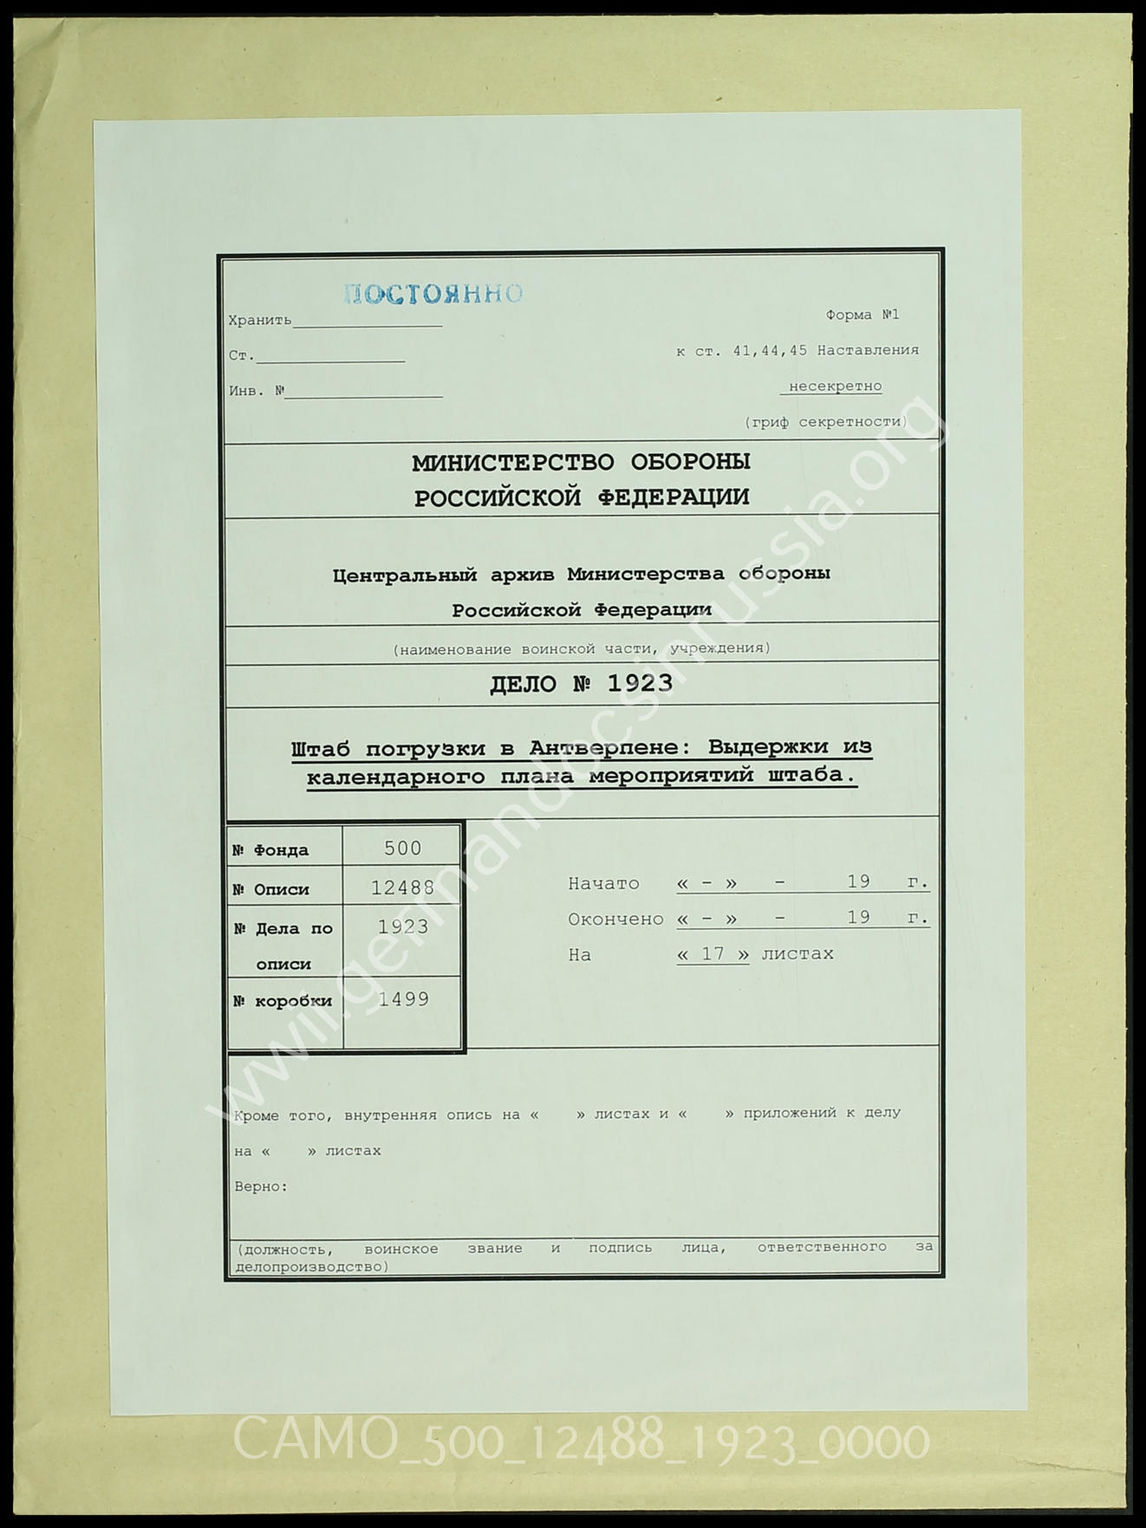 ПОСТОЯННО
Хранить
Форма №1
Ст.
к ст. 41,44,45 Наставления
Инв. №
несекретно
(гриф секретности)
МИНИСТЕРСТВО ОБОРОНЫ
РОССИЙСКОЙ ФЕДЕРАЦИИ
Центральный архив Министерства обороны
Российской Федерации
(наименование воинской части, учреждения)
ДЕЛО № 1923
Штаб погрузки в Антверпене: Выдержки из
календарного плана мероприятий штаба.
№ Фонда 500
№ Описи 12488
№ Дела по 1923
описи
№ коробки 1499
Начато « – » – 19 г.
Окончено « – » – 19 г.
На « 17 » листах
Кроме того, внутренняя опись на « » листах и « » приложений к делу
на « » листах
Верно:
(должность, воинское звание и подпись лица, ответственного за
делопроизводство)
wwii.germandocsinrussia.org
CAMO_500_12488_1923_0000